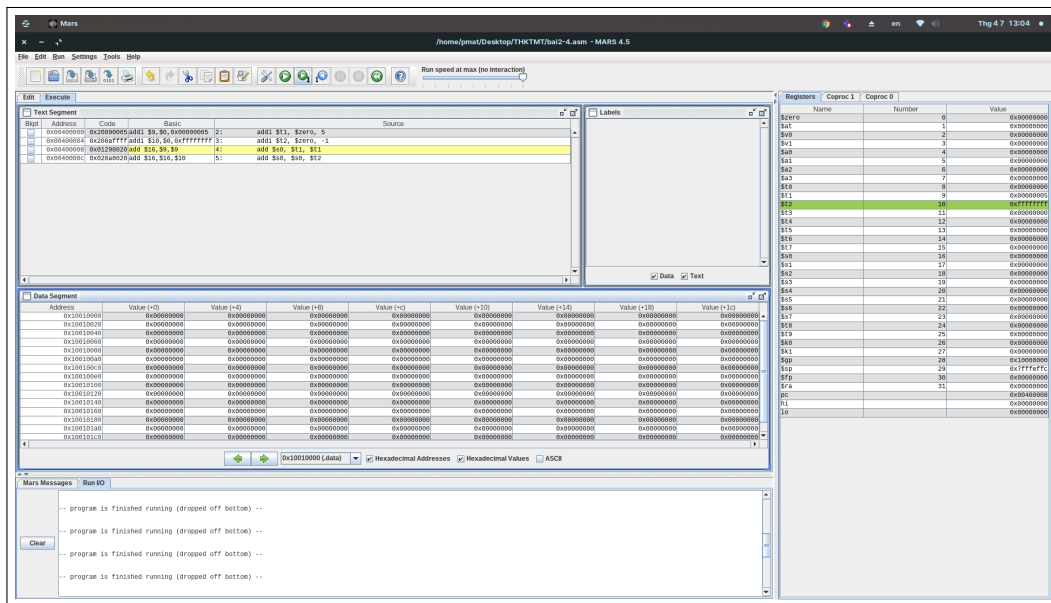 Mars en Thg 4 7 13:04
/home/pmat/Desktop/THKTMT/bai2-4.asm - MARS 4.5
File Edit Run Settings Tools Help
Run speed at max (no interaction)
Edit Execute
Text Segment
Bkpt Address Code Basic Source
0x00400000 0x20090005 addi $9,$0,0x00000005 2: addi $t1, $zero, 5
0x00400004 0x200affff addi $10,$0,0xffffffff 3: addi $t2, $zero, -1
0x00400008 0x01298020 add $16,$9,$9 4: add $s0, $t1, $t1
0x0040000c 0x020a8020 add $16,$16,$10 5: add $s0, $s0, $t2
Labels
Data Text
Data Segment
Address Value (+0) Value (+4) Value (+8) Value (+c) Value (+10) Value (+14) Value (+18) Value (+1c)
0x10010000 0x00000000 0x00000000 0x00000000 0x00000000 0x00000000 0x00000000 0x00000000 0x00000000
0x10010020 0x00000000 0x00000000 0x00000000 0x00000000 0x00000000 0x00000000 0x00000000 0x00000000
0x10010040 0x00000000 0x00000000 0x00000000 0x00000000 0x00000000 0x00000000 0x00000000 0x00000000
0x10010060 0x00000000 0x00000000 0x00000000 0x00000000 0x00000000 0x00000000 0x00000000 0x00000000
0x10010080 0x00000000 0x00000000 0x00000000 0x00000000 0x00000000 0x00000000 0x00000000 0x00000000
0x100100a0 0x00000000 0x00000000 0x00000000 0x00000000 0x00000000 0x00000000 0x00000000 0x00000000
0x100100c0 0x00000000 0x00000000 0x00000000 0x00000000 0x00000000 0x00000000 0x00000000 0x00000000
0x100100e0 0x00000000 0x00000000 0x00000000 0x00000000 0x00000000 0x00000000 0x00000000 0x00000000
0x10010100 0x00000000 0x00000000 0x00000000 0x00000000 0x00000000 0x00000000 0x00000000 0x00000000
0x10010120 0x00000000 0x00000000 0x00000000 0x00000000 0x00000000 0x00000000 0x00000000 0x00000000
0x10010140 0x00000000 0x00000000 0x00000000 0x00000000 0x00000000 0x00000000 0x00000000 0x00000000
0x10010160 0x00000000 0x00000000 0x00000000 0x00000000 0x00000000 0x00000000 0x00000000 0x00000000
0x10010180 0x00000000 0x00000000 0x00000000 0x00000000 0x00000000 0x00000000 0x00000000 0x00000000
0x100101a0 0x00000000 0x00000000 0x00000000 0x00000000 0x00000000 0x00000000 0x00000000 0x00000000
0x100101c0 0x00000000 0x00000000 0x00000000 0x00000000 0x00000000 0x00000000 0x00000000 0x00000000
0x10010000 (.data) Hexadecimal Addresses Hexadecimal Values ASCII
Mars Messages Run I/O
-- program is finished running (dropped off bottom) --
-- program is finished running (dropped off bottom) --
Clear
-- program is finished running (dropped off bottom) --
-- program is finished running (dropped off bottom) --
Registers Coproc 1 Coproc 0
Name Number Value
$zero 0 0x00000000
$at 1 0x00000000
$v0 2 0x00000000
$v1 3 0x00000000
$a0 4 0x00000000
$a1 5 0x00000000
$a2 6 0x00000000
$a3 7 0x00000000
$t0 8 0x00000000
$t1 9 0x00000005
$t2 10 0xffffffff
$t3 11 0x00000000
$t4 12 0x00000000
$t5 13 0x00000000
$t6 14 0x00000000
$t7 15 0x00000000
$s0 16 0x00000000
$s1 17 0x00000000
$s2 18 0x00000000
$s3 19 0x00000000
$s4 20 0x00000000
$s5 21 0x00000000
$s6 22 0x00000000
$s7 23 0x00000000
$t8 24 0x00000000
$t9 25 0x00000000
$k0 26 0x00000000
$k1 27 0x00000000
$gp 28 0x10008000
$sp 29 0x7fffeffc
$fp 30 0x00000000
$ra 31 0x00000000
pc 0x00400008
hi 0x00000000
lo 0x00000000